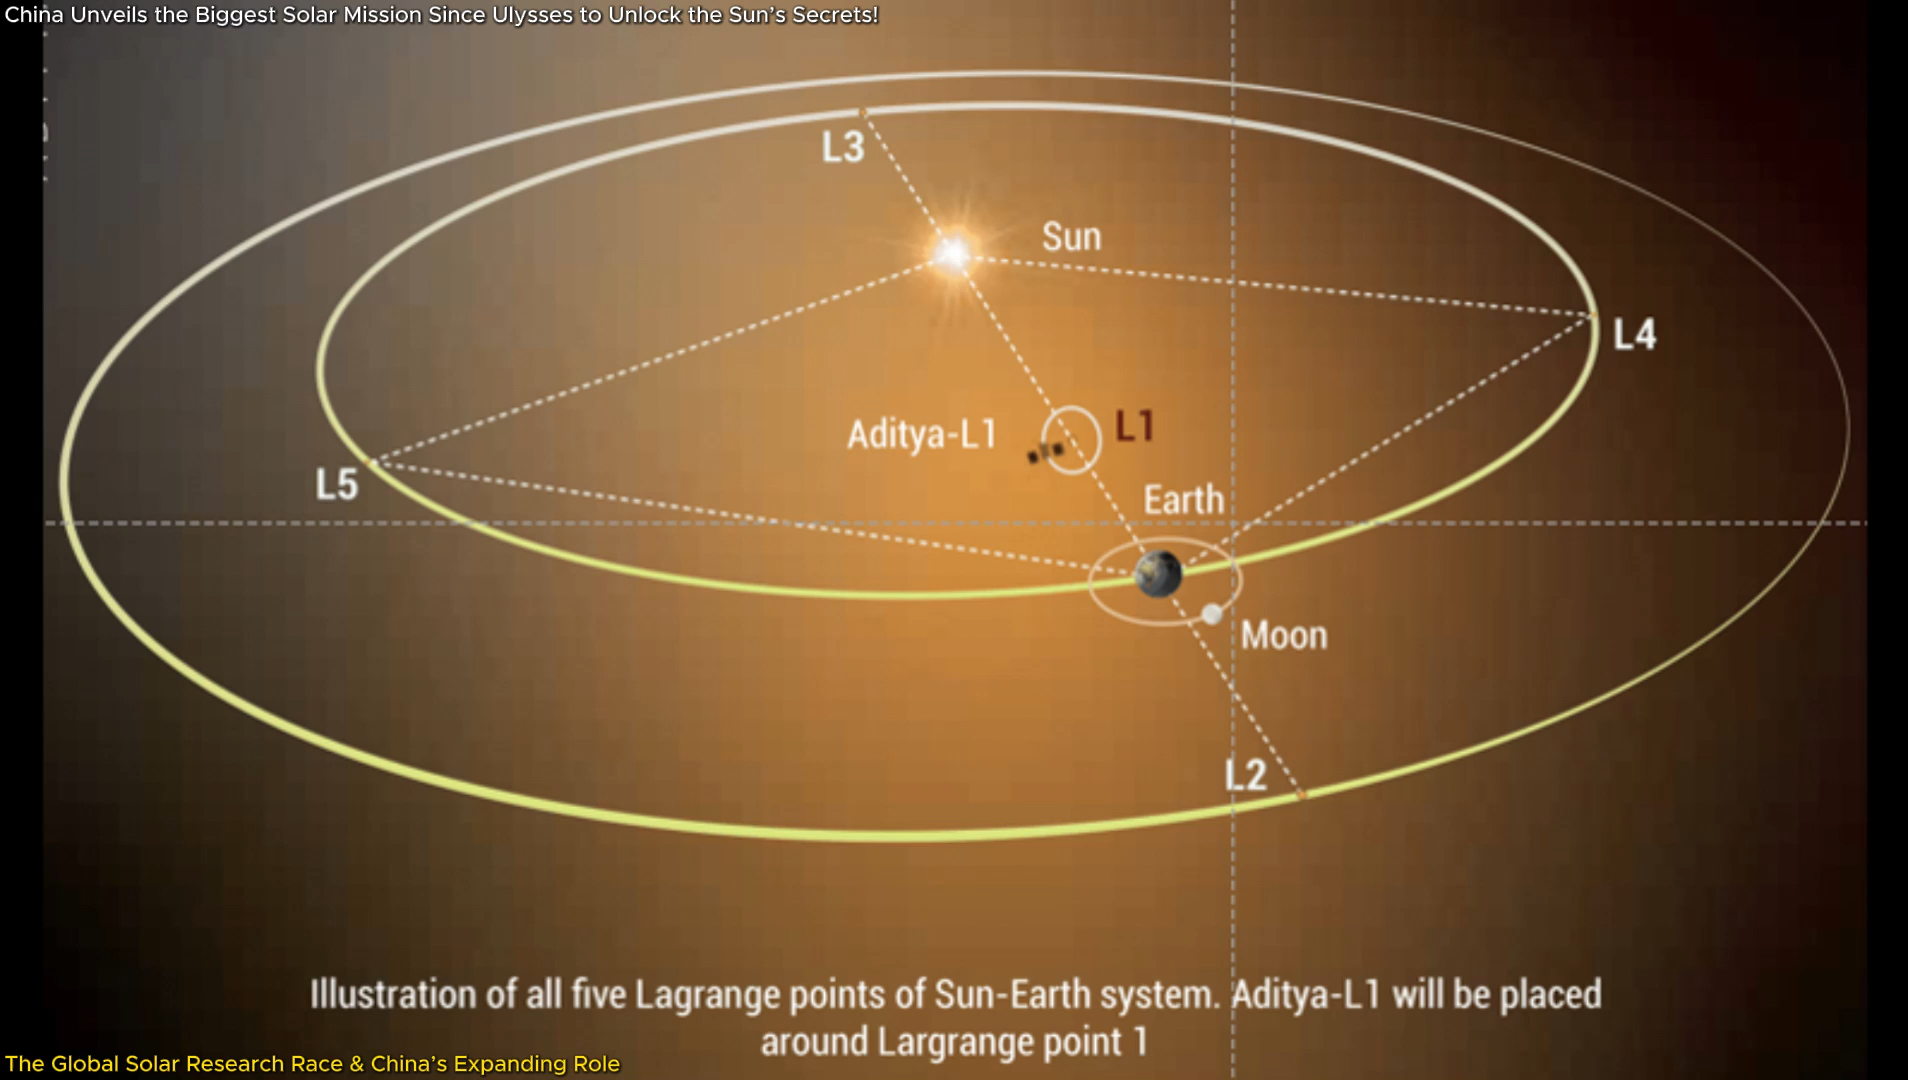 China Unveils the Biggest Solar Mission Since Ulysses to Unlock the Sun's Secrets!
L3
Sun
L4
Aditya-L1
L1
L5
Earth
Moon
L2
Illustration of all five Lagrange points of Sun-Earth system. Aditya-L1 will be placed
around Largrange point 1
The Global Solar Research Race & China's Expanding Role